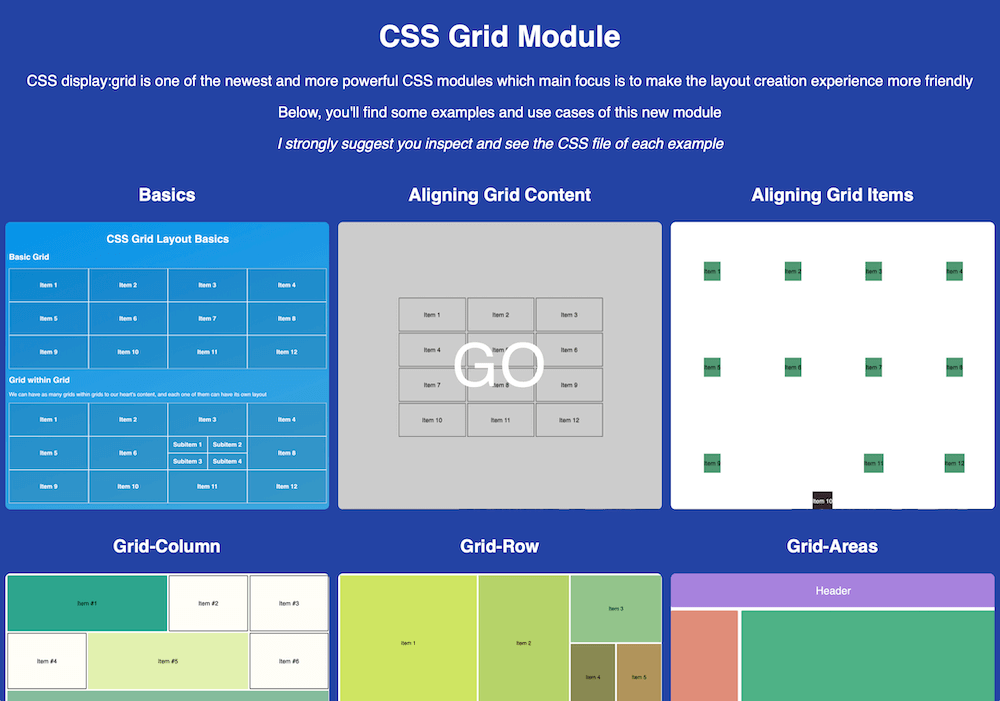 CSS Grid Module
CSS display:grid is one of the newest and more powerful CSS modules which main focus is to make the layout creation experience more friendly
Below, you'll find some examples and use cases of this new module
I strongly suggest you inspect and see the CSS file of each example
Basics
Aligning Grid Content
Aligning Grid Items
CSS Grid Layout Basics
Basic Grid
Item 1
Item 2
Item 3
Item 4
Item 5
Item 6
Item 7
Item 8
Item 9
Item 10
Item 11
Item 12
Grid within Grid
We can have as many grids within grids to our heart's content, and each one of them can have its own layout
Item 1
Item 2
Item 3
Item 4
Item 5
Item 6
Subitem 1
Subitem 2
Subitem 3
Subitem 4
Item 8
Item 9
Item 10
Item 11
Item 12
Item 1
Item 2
Item 3
Item 4
Item 6
Item 7
Item 8
Item 9
Item 10
Item 11
Item 12
GO
Item 1
Item 2
Item 3
Item 4
Item 5
Item 6
Item 7
Item 8
Item 9
Item 11
Item 12
Item 10
Grid-Column
Grid-Row
Grid-Areas
Item #1
Item #2
Item #3
Item #4
Item #5
Item #6
Item 1
Item 2
Item 3
Item 4
Item 5
Header